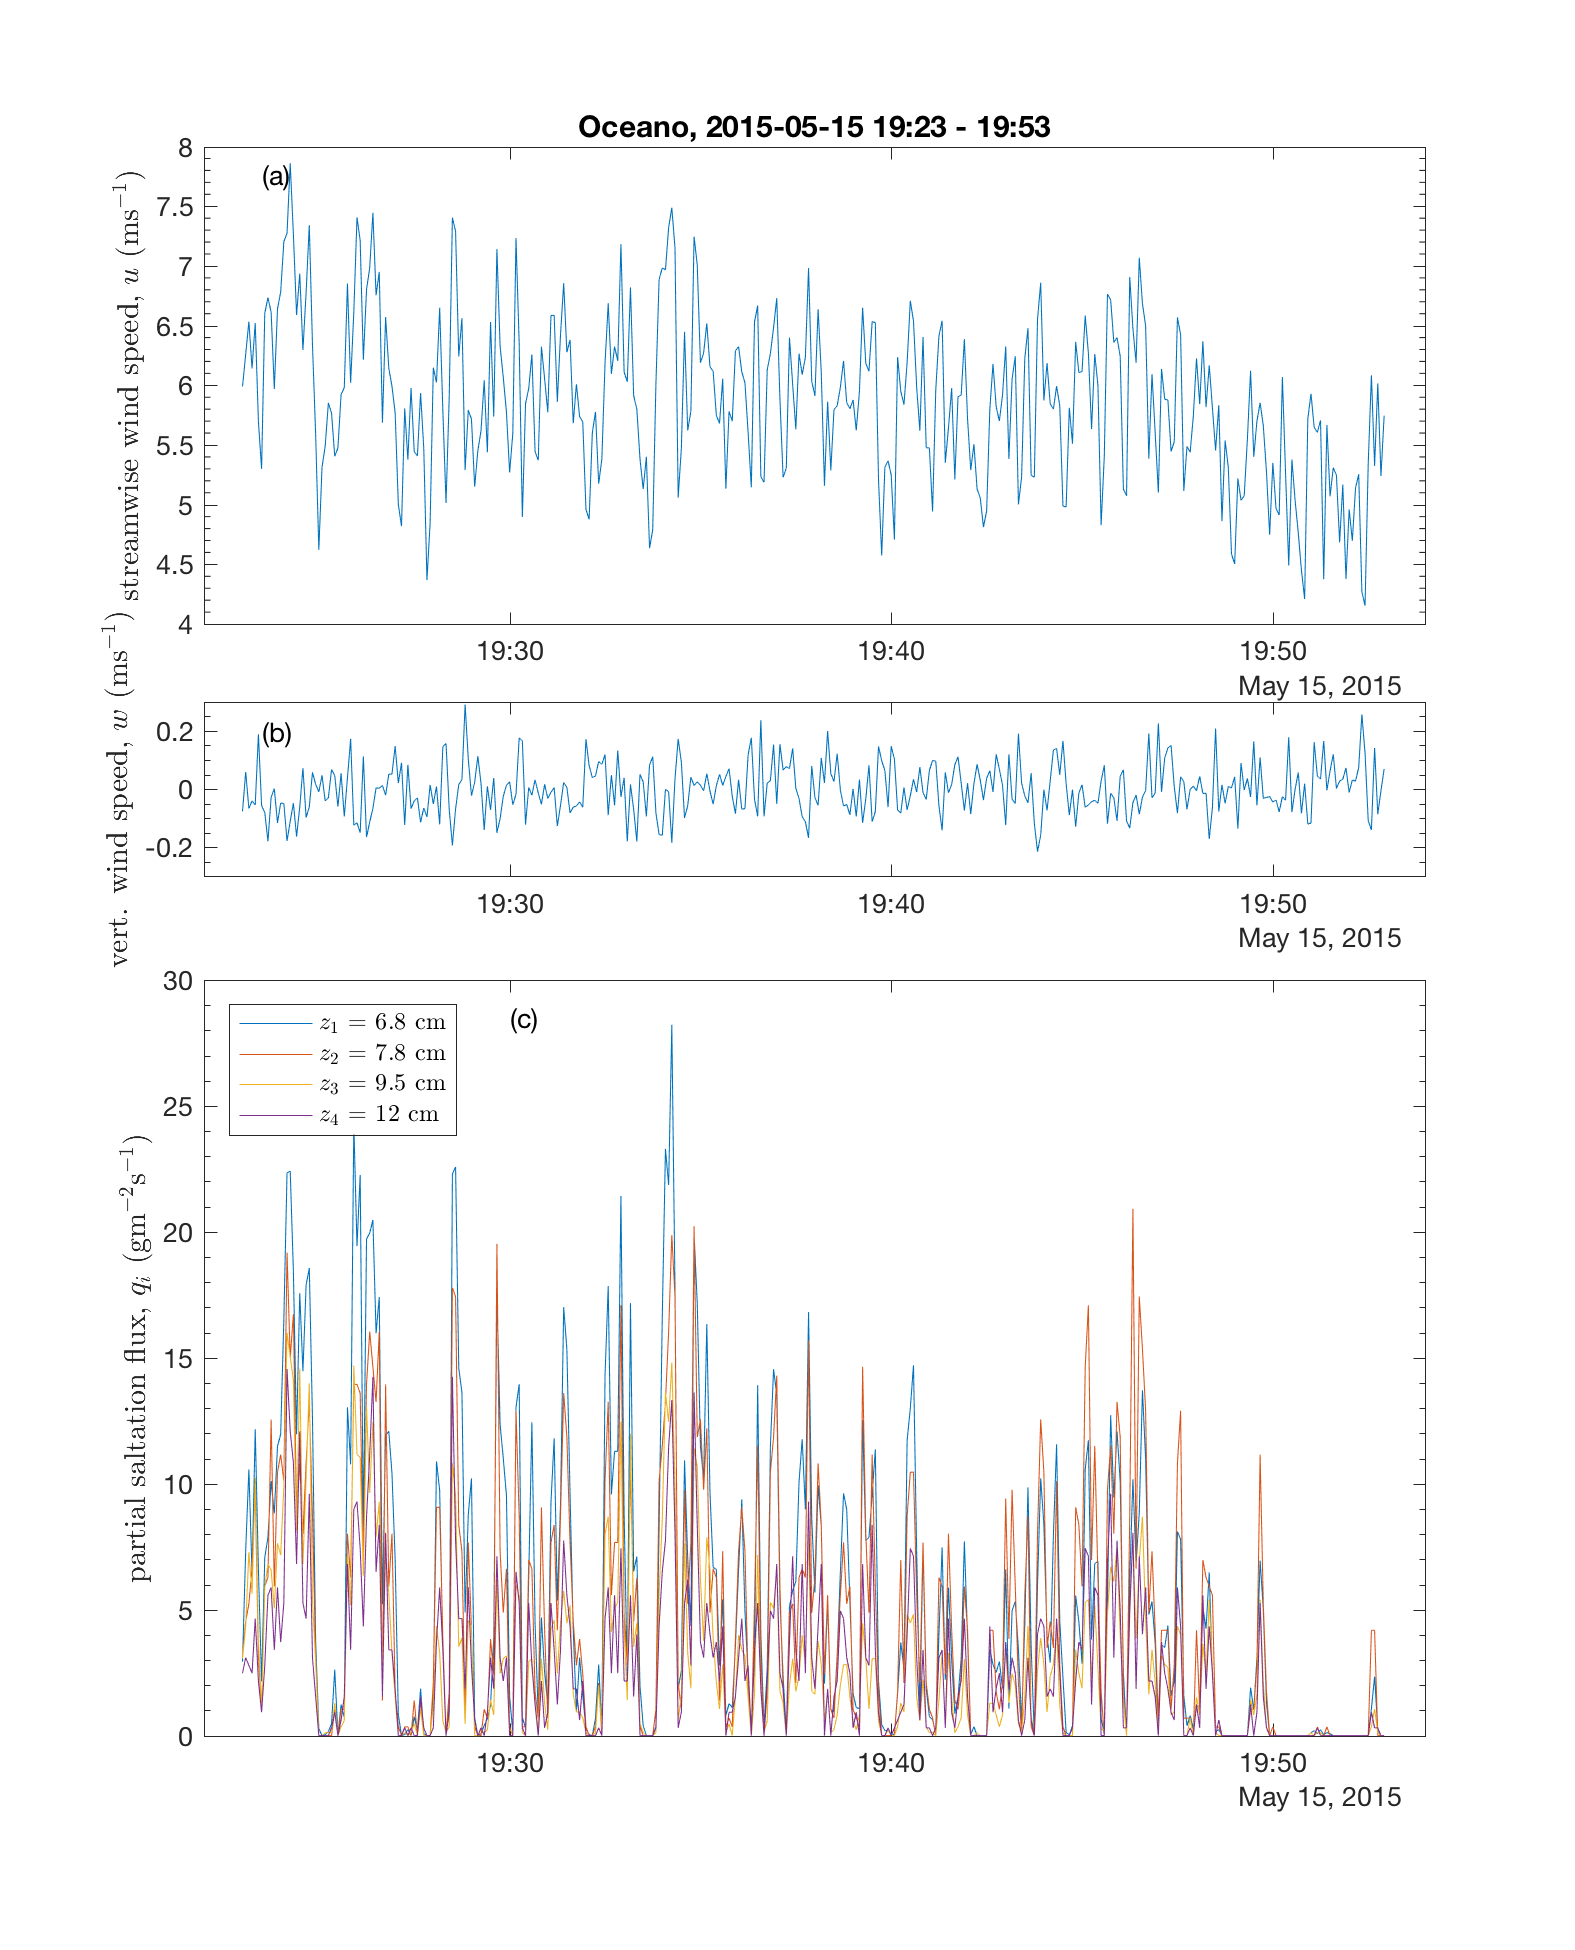 Oceano, 2015-05-15 19:23 - 19:53
(a)
streamwise wind speed, u (ms⁻¹)
8
7.5
7
6.5
6
5.5
5
4.5
4
19:30 19:40 19:50
May 15, 2015
(b)
vert. wind speed, w (ms⁻¹)
0.2
0
-0.2
19:30 19:40 19:50
May 15, 2015
(c)
partial saltation flux, qᵢ (gm⁻²s⁻¹)
30
25
20
15
10
5
0
z₁ = 6.8 cm
z₂ = 7.8 cm
z₃ = 9.5 cm
z₄ = 12 cm
19:30 19:40 19:50
May 15, 2015